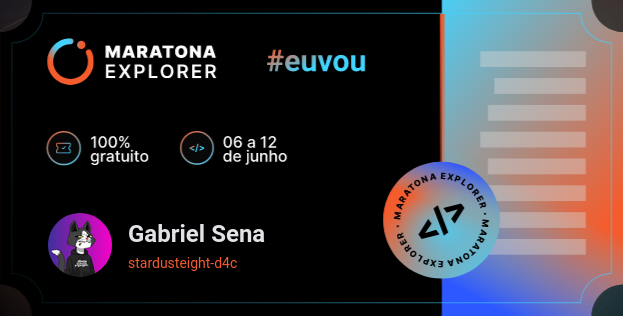 MARATONA
EXPLORER
#euvou
100%
gratuito
</>
06 a 12
de junho
Gabriel Sena
stardusteight-d4c
MARATONA EXPLORER · MARATONA EXPLORER ·
</>